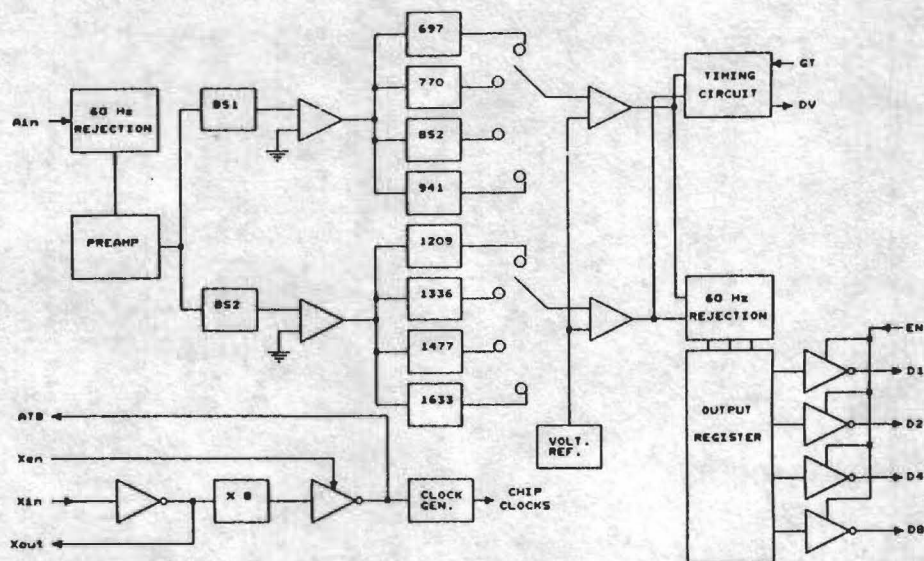 697
770
852
941
1209
1336
1477
1633
Ain
60 Hz
REJECTION
PREAMP
BS1
BS2
TIMING
CIRCUIT
GT
DV
60 Hz
REJECTION
EN
D1
D2
D4
D8
OUTPUT
REGISTER
VOLT.
REF.
ATB
Xen
Xin
X 8
Xout
CLOCK
GEN.
CHIP
CLOCKS